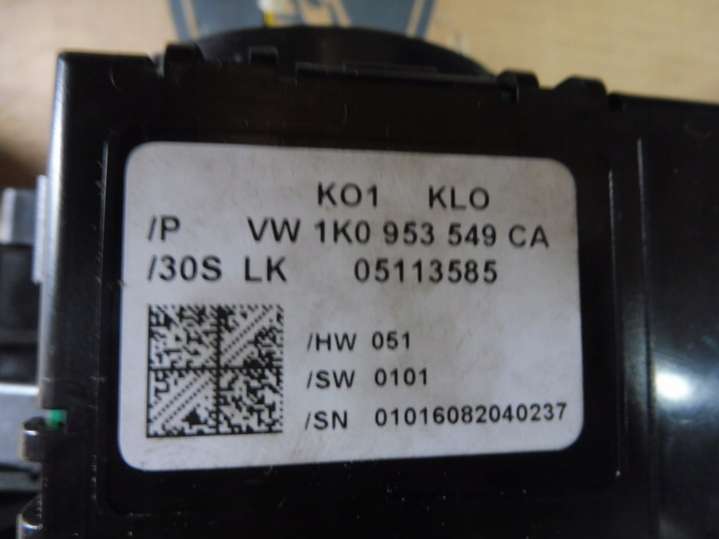 KO1 KLO
/P VW 1K0 953 549 CA
/30S LK 05113585
/HW 051
/SW 0101
/SN 01016082040237